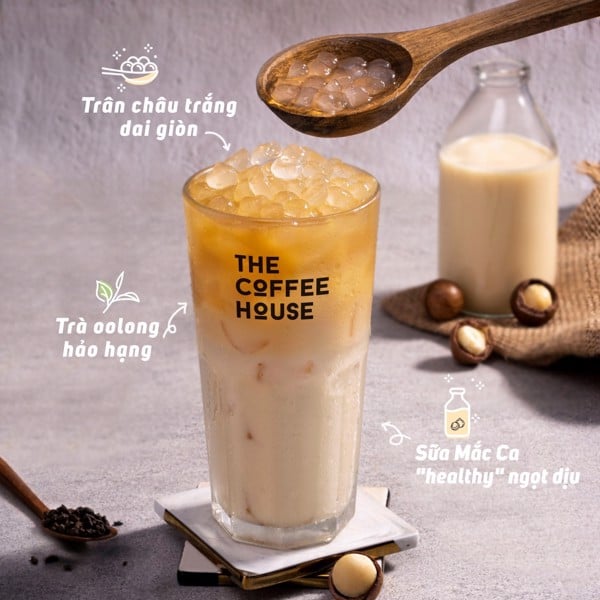 Trân châu trắng
dai giòn
THE
COFFEE
HOUSE
Trà oolong
hảo hạng
Sữa Mắc Ca
"healthy" ngọt dịu